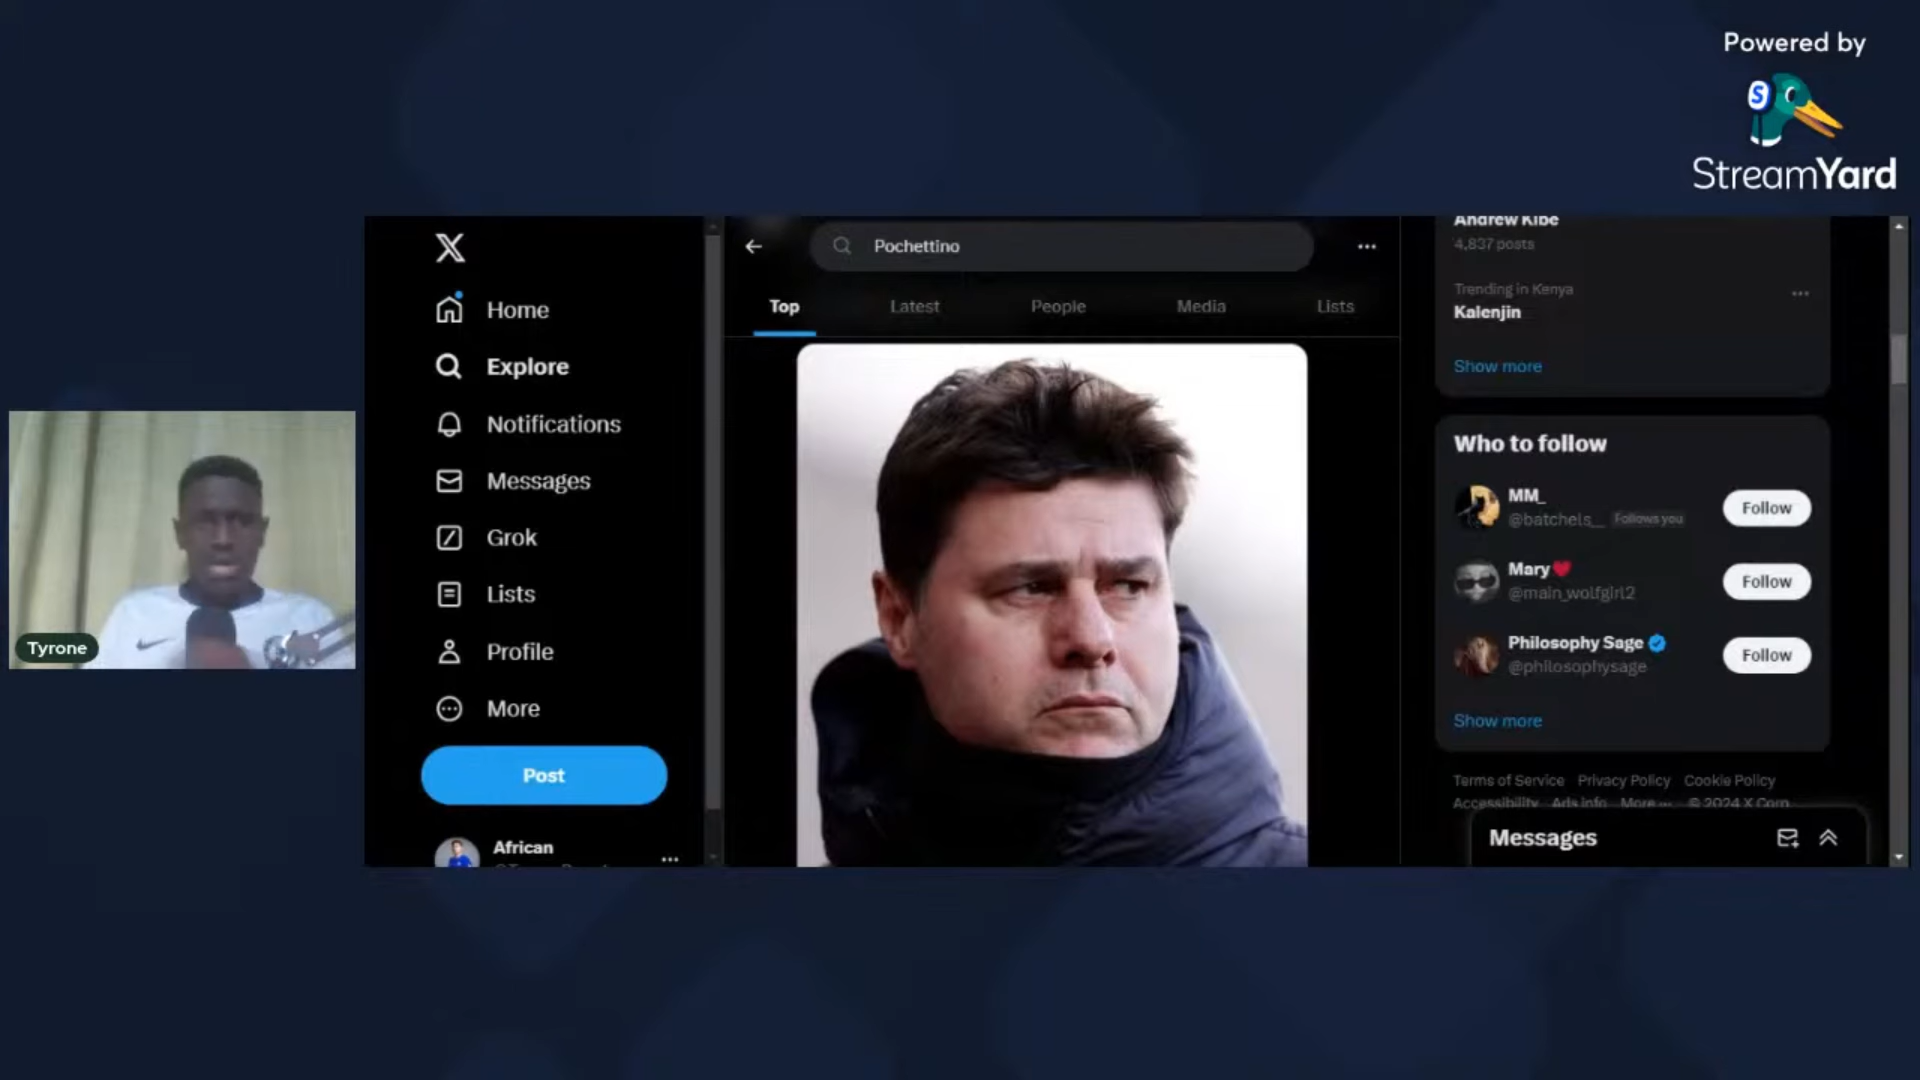 Powered by
StreamYard
Tyrone
Home
Explore
Notifications
Messages
Grok
Lists
Profile
More
Post
African
Pochettino
Top
Latest
People
Media
Lists
Andrew Kibe
4,837 posts
Trending in Kenya
Kalenjin
Show more
Who to follow
MM_
@batchels__ Follows you
Follow
Mary
@main_wolfgirl2
Follow
Philosophy Sage
@philosophysage
Follow
Show more
Terms of Service Privacy Policy Cookie Policy
Accessibility Ads info More ··· © 2024 X Corp.
Messages